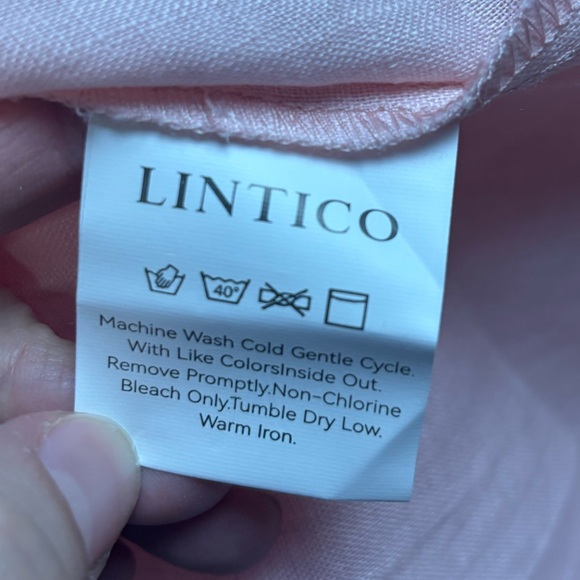 LINTICO
40°
Machine Wash Cold Gentle Cycle.
With Like ColorsInside Out.
Remove Promptly.Non-Chlorine
Bleach Only.Tumble Dry Low.
Warm Iron.